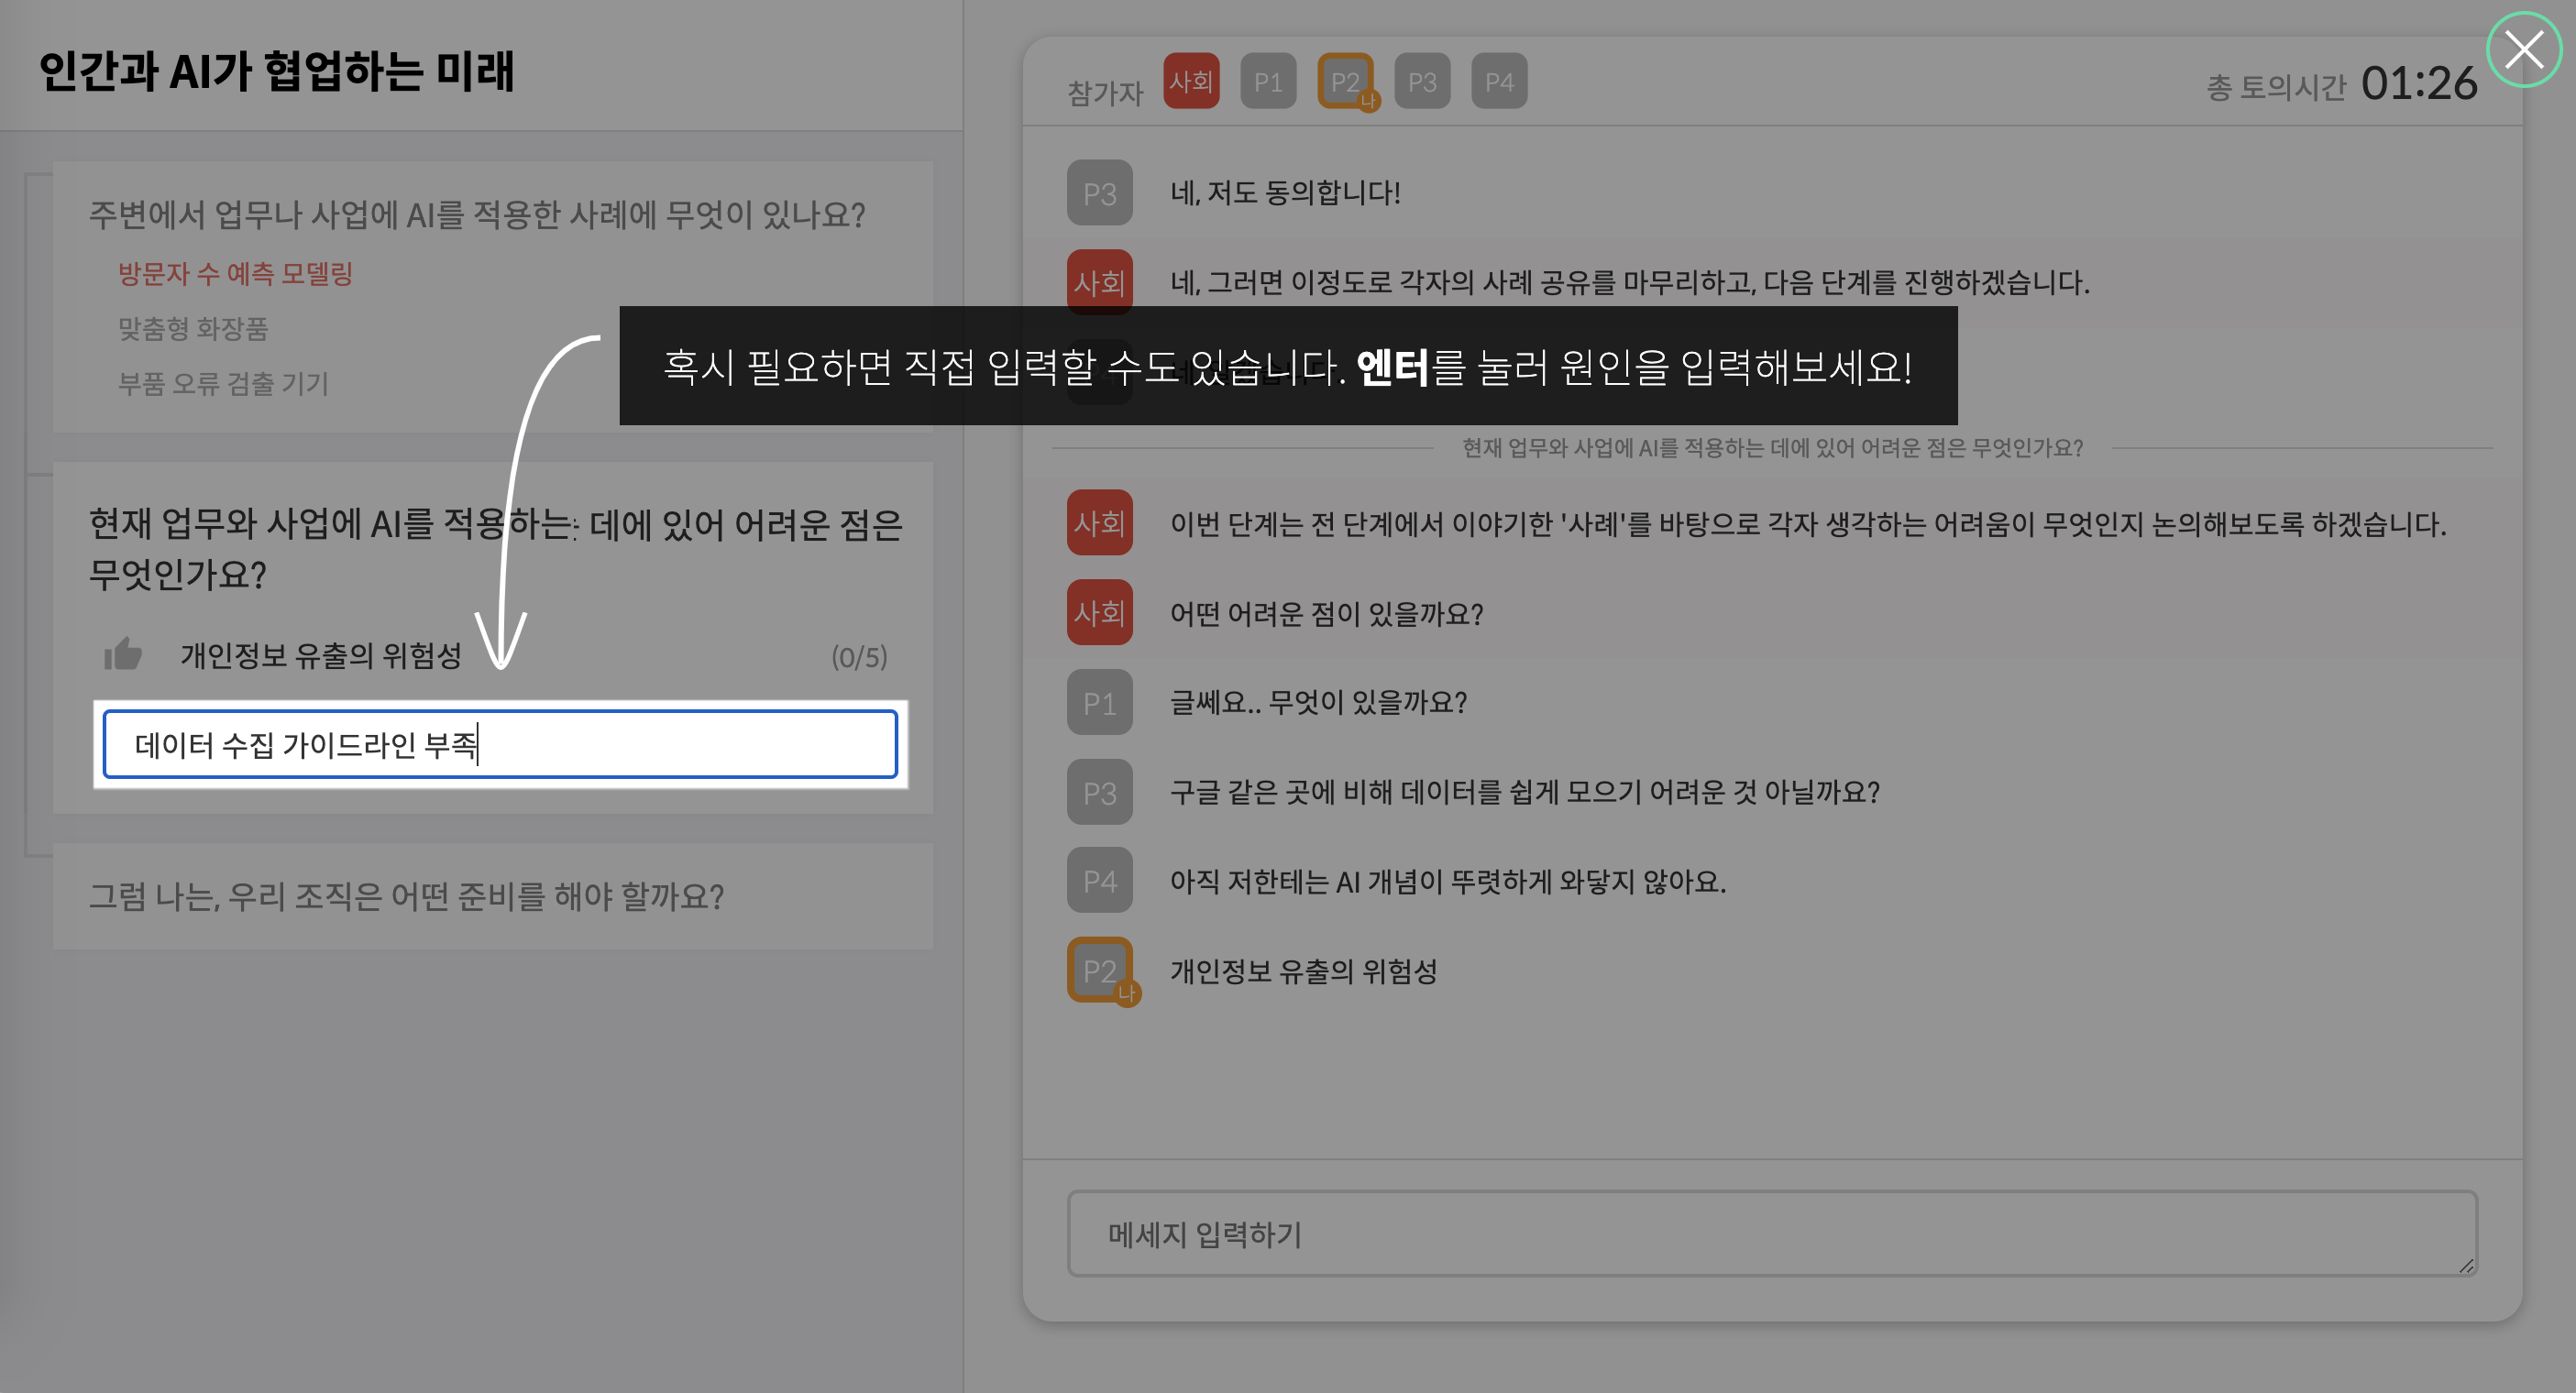 인간과 AI가 협업하는 미래
주변에서 업무나 사업에 AI를 적용한 사례에 무엇이 있나요?
방문자 수 예측 모델링
맞춤형 화장품
부품 오류 검출 기기
현재 업무와 사업에 AI를 적용하는 데에 있어 어려운 점은
무엇인가요?
개인정보 유출의 위험성 (0/5)
데이터 수집 가이드라인 부족
그럼 나는, 우리 조직은 어떤 준비를 해야 할까요?
혹시 필요하면 직접 입력할 수도 있습니다. 엔터를 눌러 원인을 입력해보세요!
참가자 사회 P1 P2 나 P3 P4 총 토의시간 01:26
P3 네, 저도 동의합니다!
사회 네, 그러면 이정도로 각자의 사례 공유를 마무리하고, 다음 단계를 진행하겠습니다.
현재 업무와 사업에 AI를 적용하는 데에 있어 어려운 점은 무엇인가요?
사회 이번 단계는 전 단계에서 이야기한 '사례'를 바탕으로 각자 생각하는 어려움이 무엇인지 논의해보도록 하겠습니다.
사회 어떤 어려운 점이 있을까요?
P1 글쎄요.. 무엇이 있을까요?
P3 구글 같은 곳에 비해 데이터를 쉽게 모으기 어려운 것 아닐까요?
P4 아직 저한테는 AI 개념이 뚜렷하게 와닿지 않아요.
P2 나 개인정보 유출의 위험성
메세지 입력하기